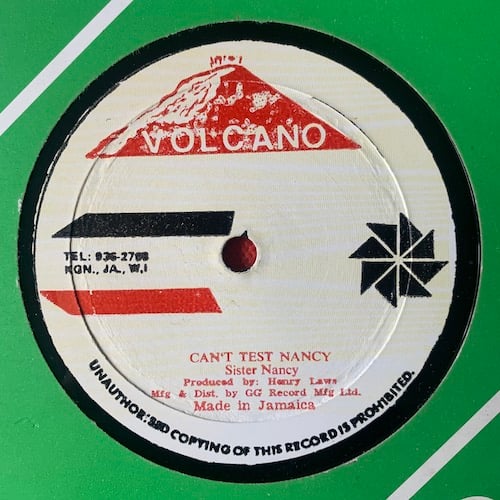 VOLCANO
TEL: 936-2768
KGN., JA., W.I
CAN'T TEST NANCY
Sister Nancy
Produced by: Henry Laws
Mfg & Dist. by GG Record Mfg Ltd.
Made in Jamaica
UNAUTHORISED COPYING OF THIS RECORD IS PROHIBITED.